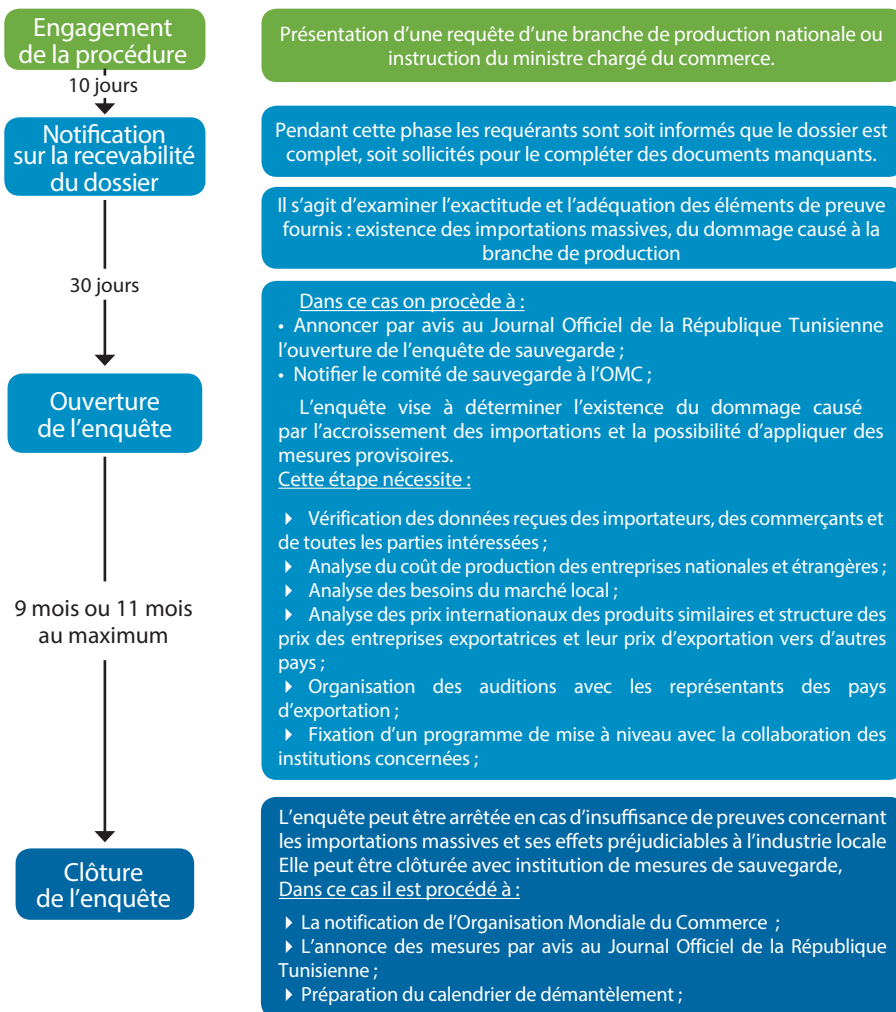 Engagement
de la procédure
Présentation d'une requête d'une branche de production nationale ou
instruction du ministre chargé du commerce.
10 jours
Notification
sur la recevabilité
du dossier
Pendant cette phase les requérants sont soit informés que le dossier est
complet, soit sollicités pour le compléter des documents manquants.
Il s'agit d'examiner l'exactitude et l'adéquation des éléments de preuve
fournis : existence des importations massives, du dommage causé à la
branche de production
30 jours
Ouverture
de l'enquête
Dans ce cas on procède à :
• Annoncer par avis au Journal Officiel de la République Tunisienne
l'ouverture de l'enquête de sauvegarde ;
• Notifier le comité de sauvegarde à l'OMC ;
L'enquête vise à déterminer l'existence du dommage causé
par l'accroissement des importations et la possibilité d'appliquer des
mesures provisoires.
Cette étape nécessite :
Vérification des données reçues des importateurs, des commerçants et
de toutes les parties intéressées ;
Analyse du coût de production des entreprises nationales et étrangères ;
Analyse des besoins du marché local ;
Analyse des prix internationaux des produits similaires et structure des
prix des entreprises exportatrices et leur prix d'exportation vers d'autres
pays ;
Organisation des auditions avec les représentants des pays
d'exportation ;
Fixation d'un programme de mise à niveau avec la collaboration des
institutions concernées ;
9 mois ou 11 mois
au maximum
Clôture
de l'enquête
L'enquête peut être arrêtée en cas d'insuffisance de preuves concernant
les importations massives et ses effets préjudiciables à l'industrie locale
Elle peut être clôturée avec institution de mesures de sauvegarde,
Dans ce cas il est procédé à :
La notification de l'Organisation Mondiale du Commerce ;
L'annonce des mesures par avis au Journal Officiel de la République
Tunisienne ;
Préparation du calendrier de démantèlement ;